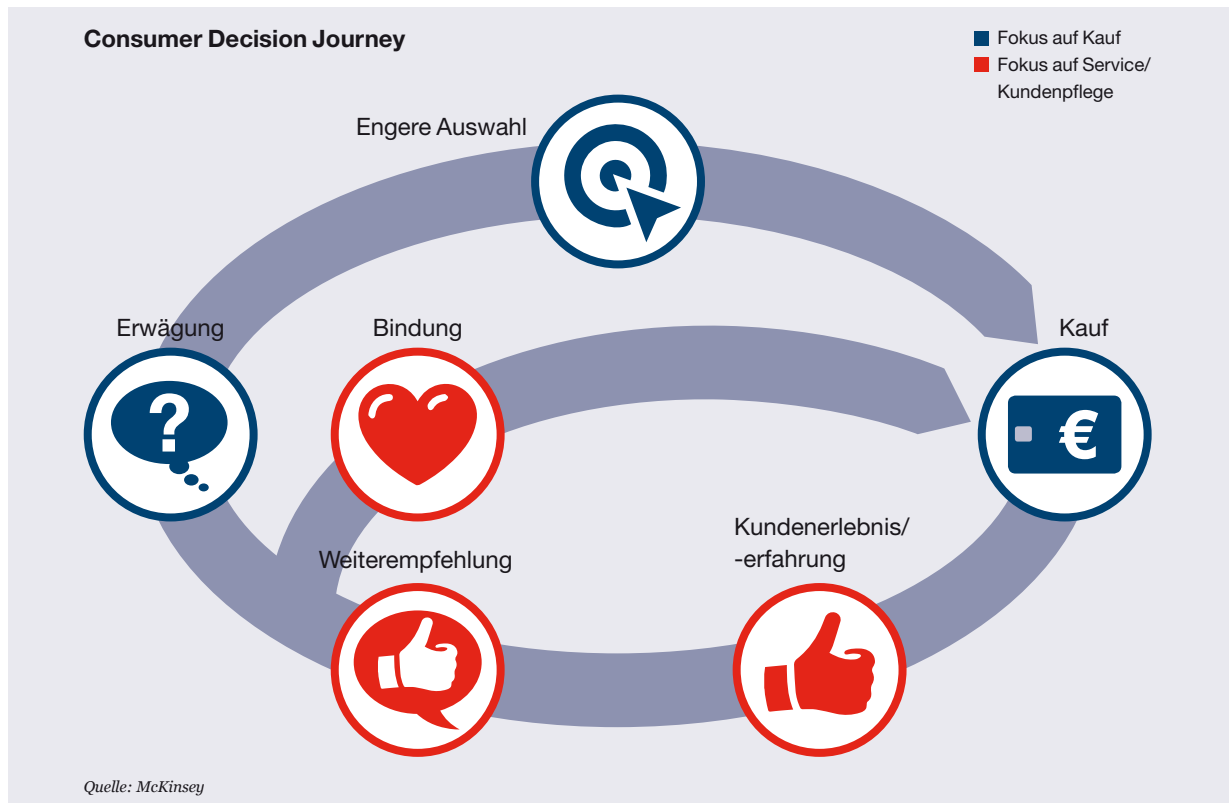 Consumer Decision Journey
Fokus auf Kauf
Fokus auf Service/
Kundenpflege
Engere Auswahl
Erwägung
?
Bindung
Kauf
€
Weiterempfehlung
Kundenerlebnis/
-erfahrung
Quelle: McKinsey